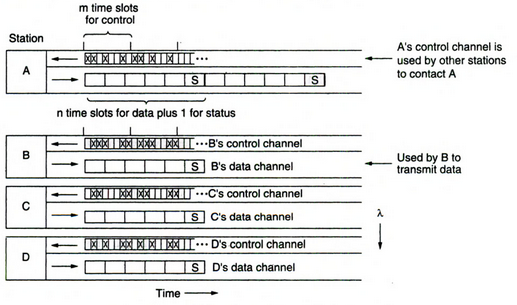 m time slots
for control
Station
A
A's control channel is
used by other stations
to contact A
S
S
n time slots for data plus 1 for status
B
B's control channel
S
B's data channel
Used by B to
transmit data
C
C's control channel
S
C's data channel
λ
D
D's control channel
S
D's data channel
Time